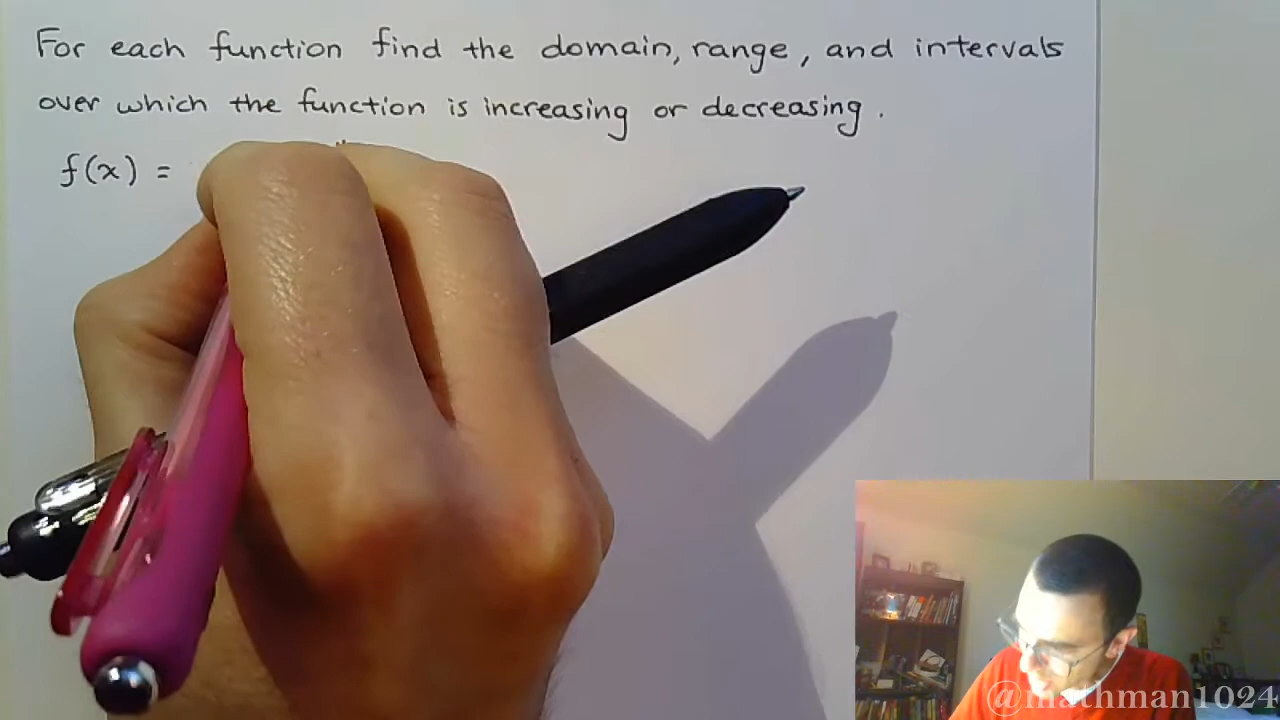 For each function find the domain, range, and intervals
over which the function is increasing or decreasing.
f(x) =
@mathman1024